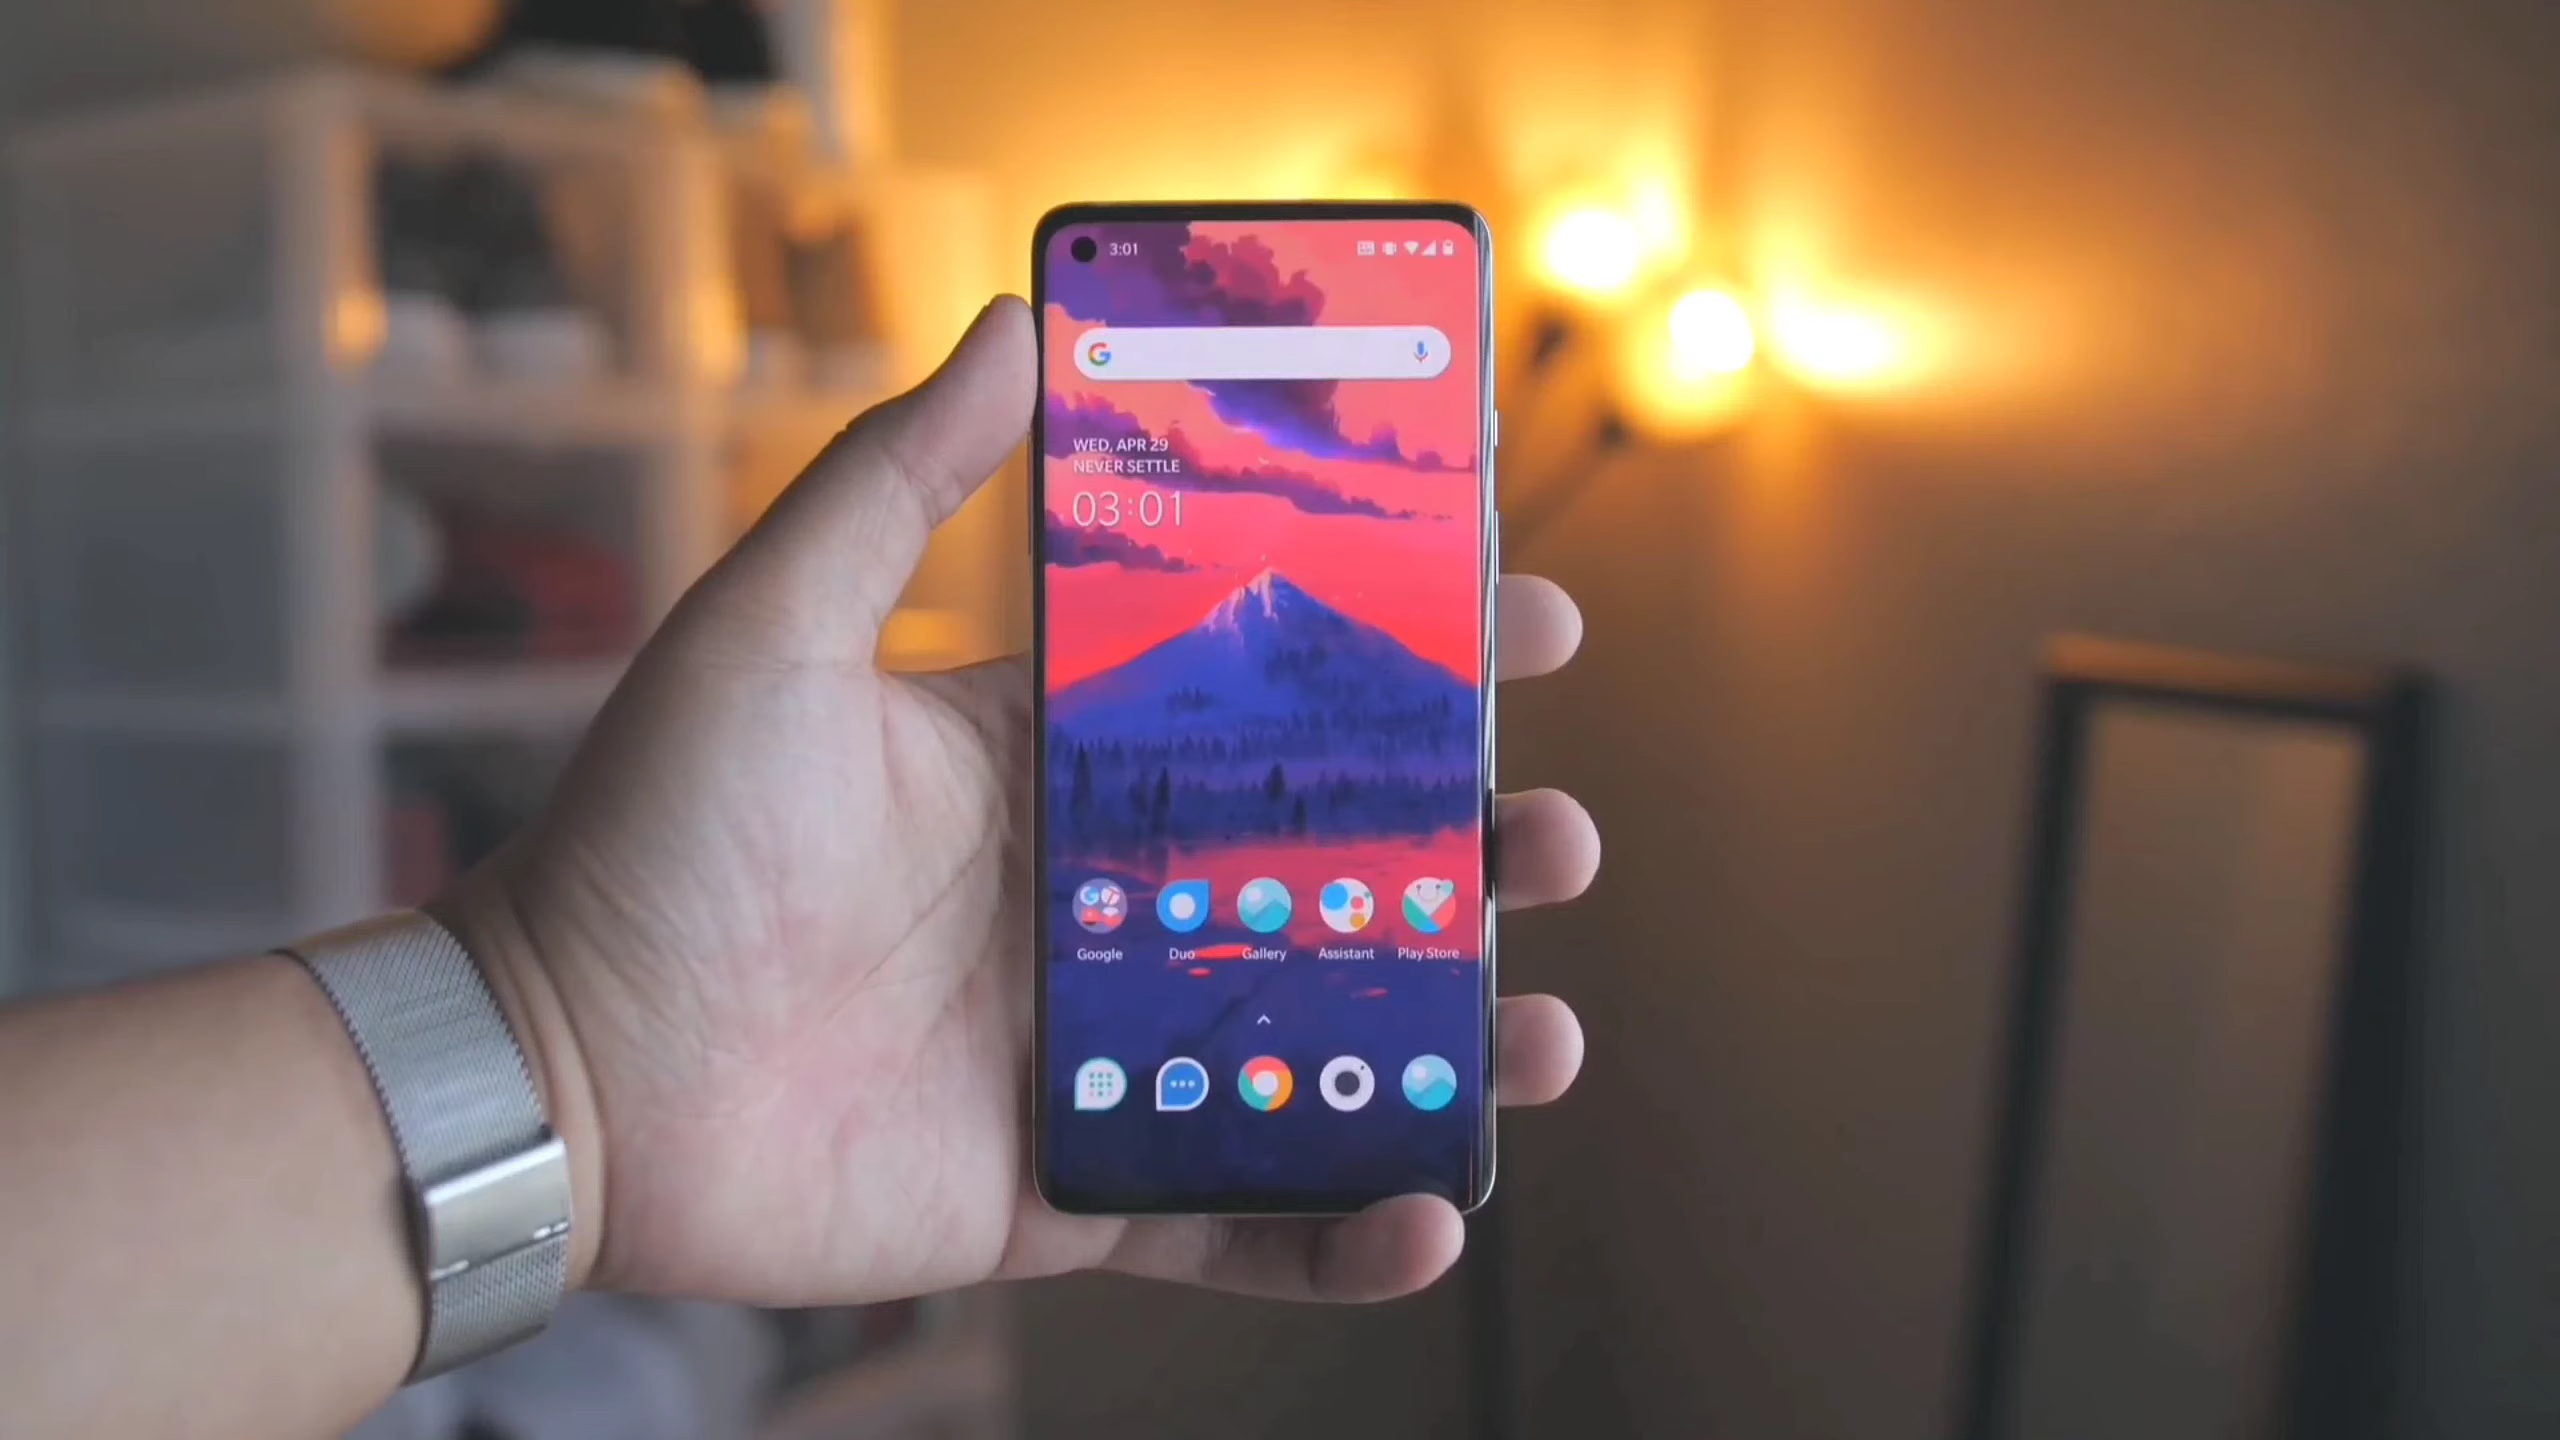 3:01
WED, APR 29
NEVER SETTLE
03:01
Google
Duo
Gallery
Assistant
Play Store